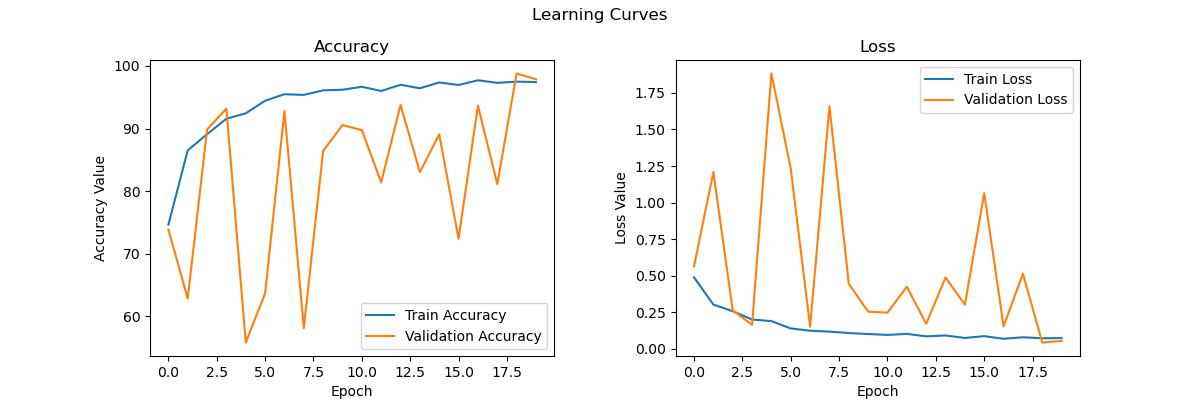 Learning Curves
Accuracy
Accuracy Value
100
90
80
70
60
0.0 2.5 5.0 7.5 10.0 12.5 15.0 17.5
Epoch
Train Accuracy
Validation Accuracy
Loss
Loss Value
1.75
1.50
1.25
1.00
0.75
0.50
0.25
0.00
0.0 2.5 5.0 7.5 10.0 12.5 15.0 17.5
Epoch
Train Loss
Validation Loss